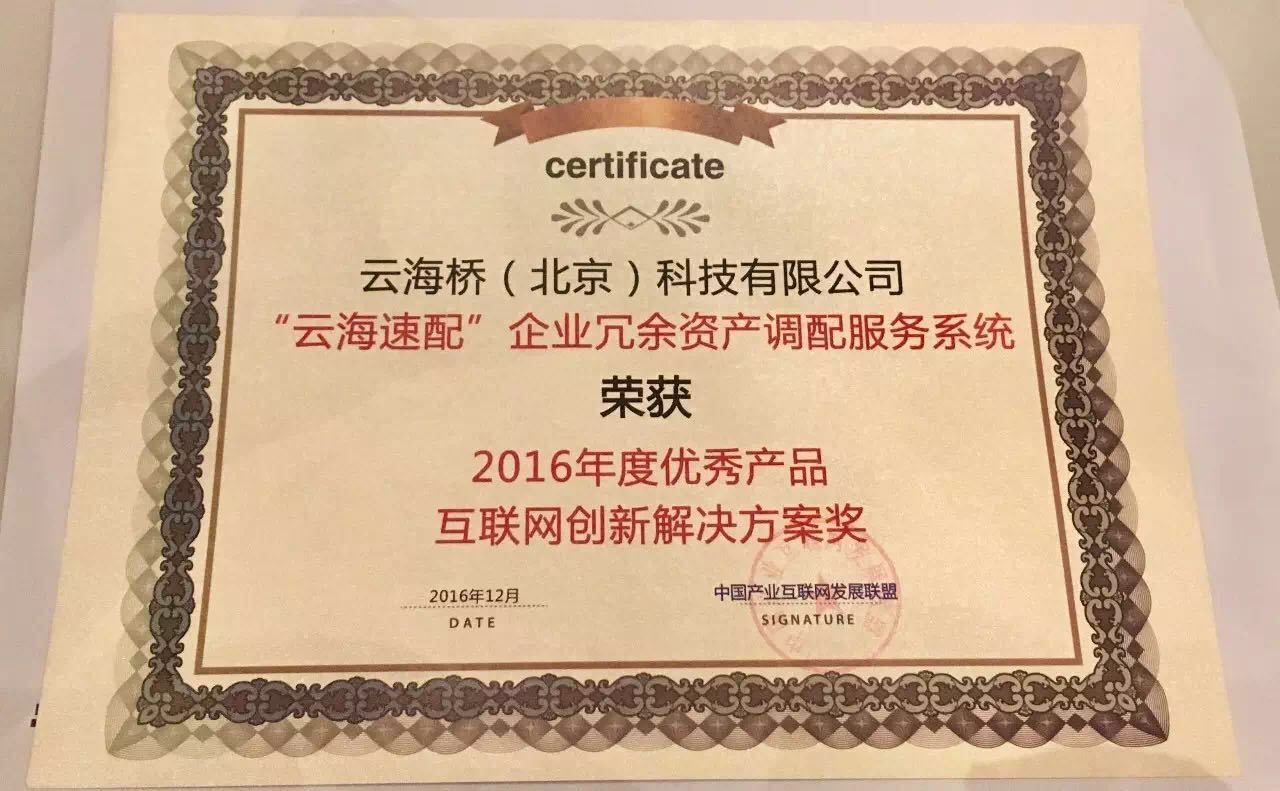 certificate
云海桥（北京）科技有限公司
“云海速配”企业冗余资产调配服务系统
荣获
2016年度优秀产品
互联网创新解决方案奖
2016年12月
DATE
中国产业互联网发展联盟
SIGNATURE